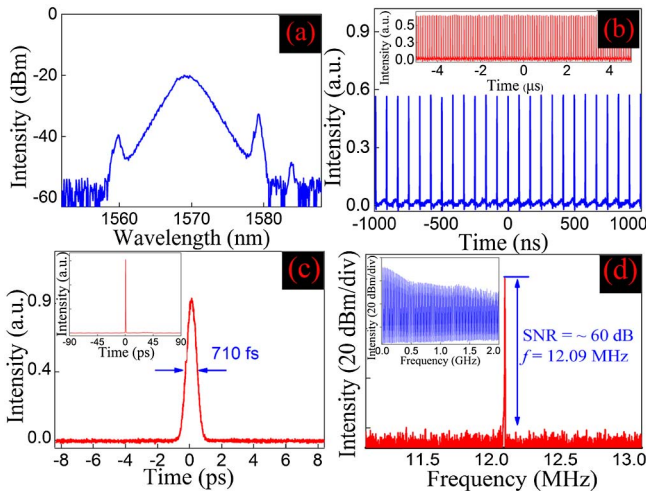 (a)
Intensity (dBm)
0
-20
-40
-60
1560
1570
1580
Wavelength (nm)
(b)
Intensity (a.u.)
0.9
0.6
0.3
0.0
-1000
-500
0
500
1000
Time (ns)
Intensity (a.u.)
0.5
0.3
0.0
-4
-2
0
2
4
Time (μs)
(c)
Intensity (a.u.)
0.9
0.4
0.0
-8
-6
-4
-2
0
2
4
6
8
Time (ps)
710 fs
Intensity (a.u.)
-90
-45
0
45
90
Time (ps)
(d)
Intensity (20 dBm/div)
11.5
12.0
12.5
13.0
Frequency (MHz)
SNR = ~ 60 dB
f = 12.09 MHz
Intensity (20 dBm/div)
0.0
0.5
1.0
1.5
2.0
Frequency (GHz)